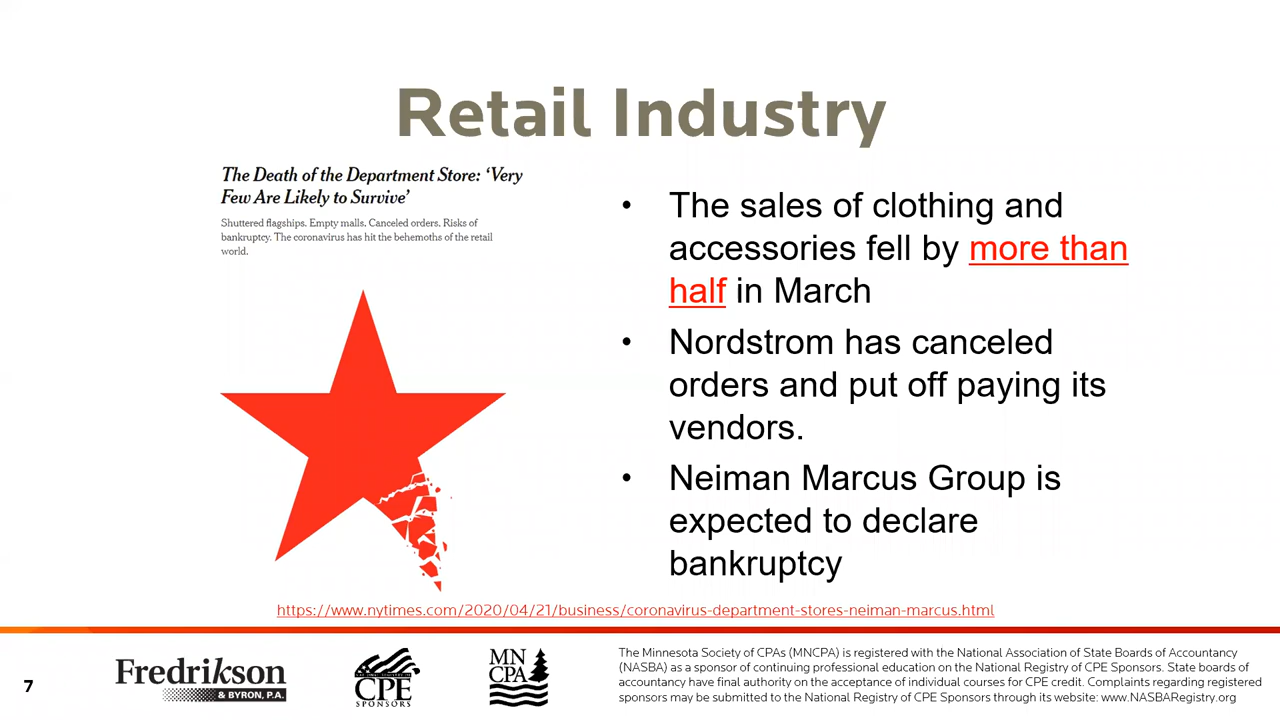 Retail Industry
The Death of the Department Store: ‘Very
Few Are Likely to Survive’
Shuttered flagships. Empty malls. Canceled orders. Risks of
bankruptcy. The coronavirus has hit the behemoths of the retail
world.
• The sales of clothing and
accessories fell by more than
half in March
• Nordstrom has canceled
orders and put off paying its
vendors.
• Neiman Marcus Group is
expected to declare
bankruptcy
https://www.nytimes.com/2020/04/21/business/coronavirus-department-stores-neiman-marcus.html
7
Fredrikson
& BYRON, P.A.
CPE
SPONSORS
MN
CPA
The Minnesota Society of CPAs (MNCPA) is registered with the National Association of State Boards of Accountancy
(NASBA) as a sponsor of continuing professional education on the National Registry of CPE Sponsors. State boards of
accountancy have final authority on the acceptance of individual courses for CPE credit. Complaints regarding registered
sponsors may be submitted to the National Registry of CPE Sponsors through its website: www.NASBARegistry.org